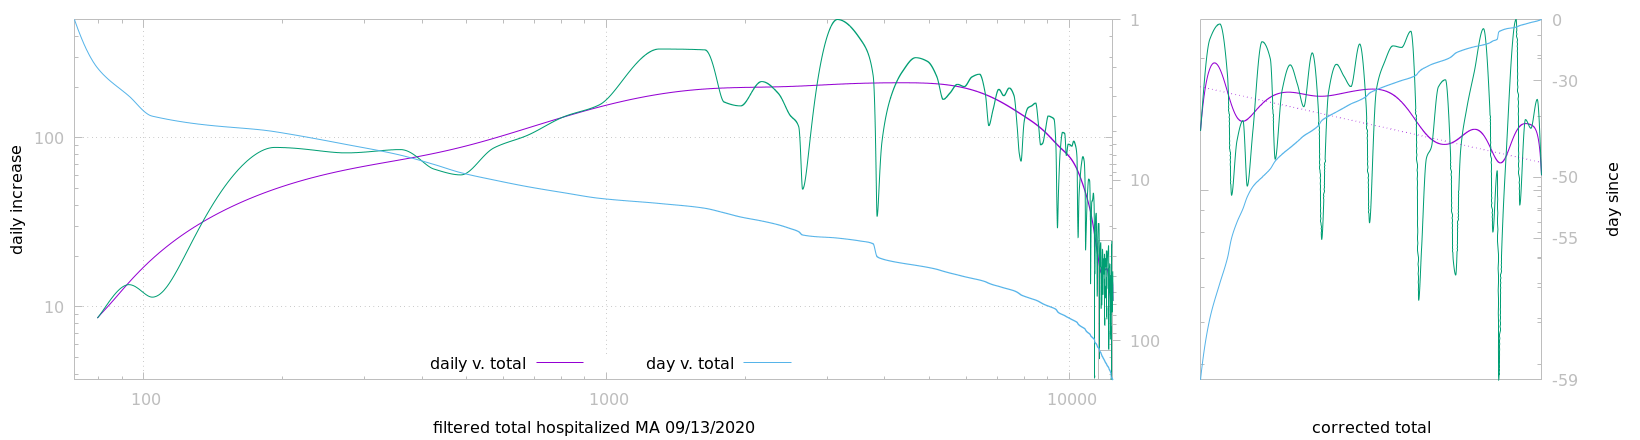 daily increase
100
10
100
1000
10000
1
10
100
daily v. total
day v. total
filtered total hospitalized MA 09/13/2020
0
-30
-50
-55
-59
day since
corrected total